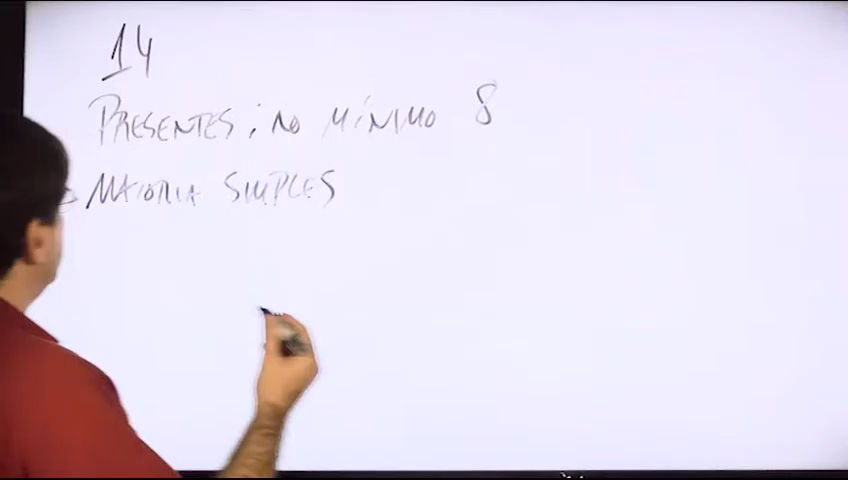 14
PRESENTES: NO MÍNIMO 8
MAIORIA SIMPLES